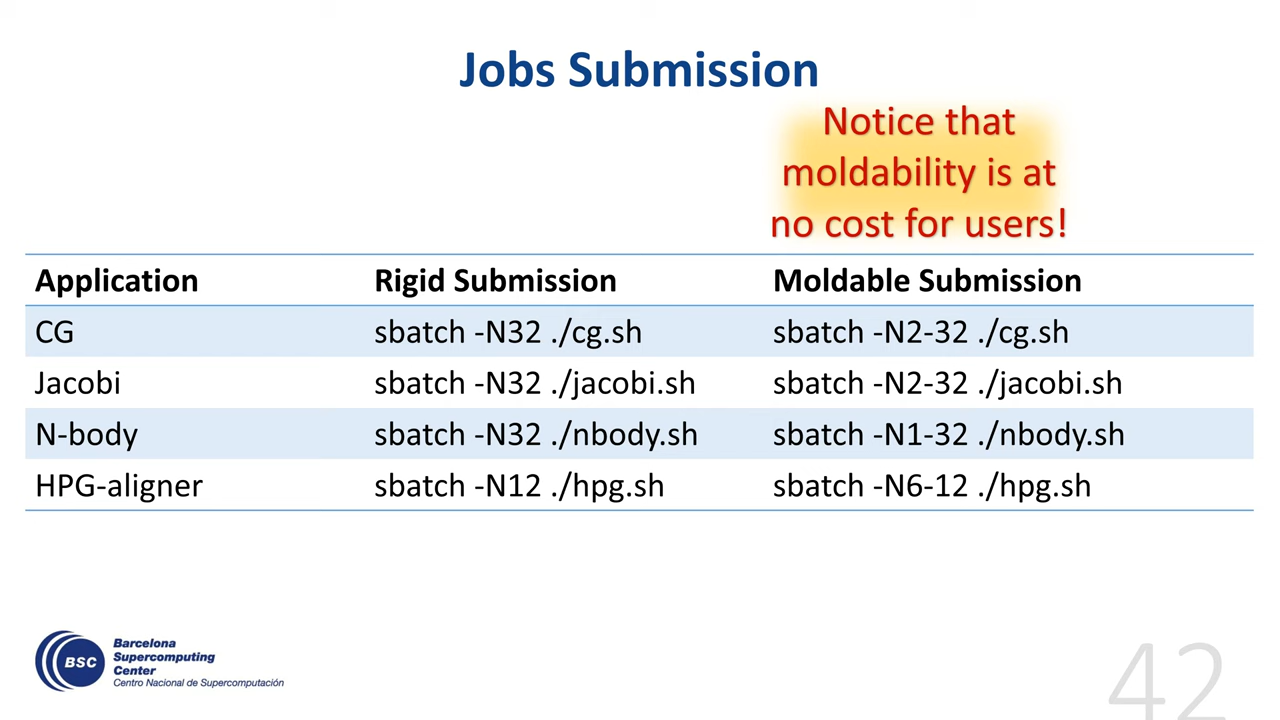 Jobs Submission
Notice that
moldability is at
no cost for users!
Application Rigid Submission Moldable Submission
CG sbatch -N32 ./cg.sh sbatch -N2-32 ./cg.sh
Jacobi sbatch -N32 ./jacobi.sh sbatch -N2-32 ./jacobi.sh
N-body sbatch -N32 ./nbody.sh sbatch -N1-32 ./nbody.sh
HPG-aligner sbatch -N12 ./hpg.sh sbatch -N6-12 ./hpg.sh
BSC
Barcelona
Supercomputing
Center
Centro Nacional de Supercomputación
42